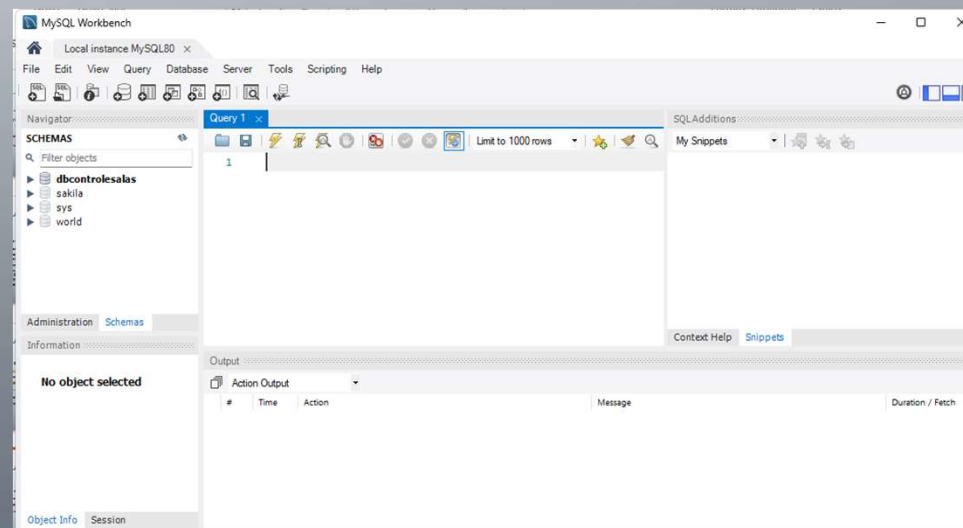 MySQL Workbench
Local instance MySQL80
File Edit View Query Database Server Tools Scripting Help
Navigator
SCHEMAS
Filter objects
dbcontrolesalas
sakila
sys
world
Administration Schemas
Information
No object selected
Object Info Session
Query 1
Limit to 1000 rows
1
SQLAdditions
My Snippets
Context Help Snippets
Output
Action Output
# Time Action Message Duration / Fetch